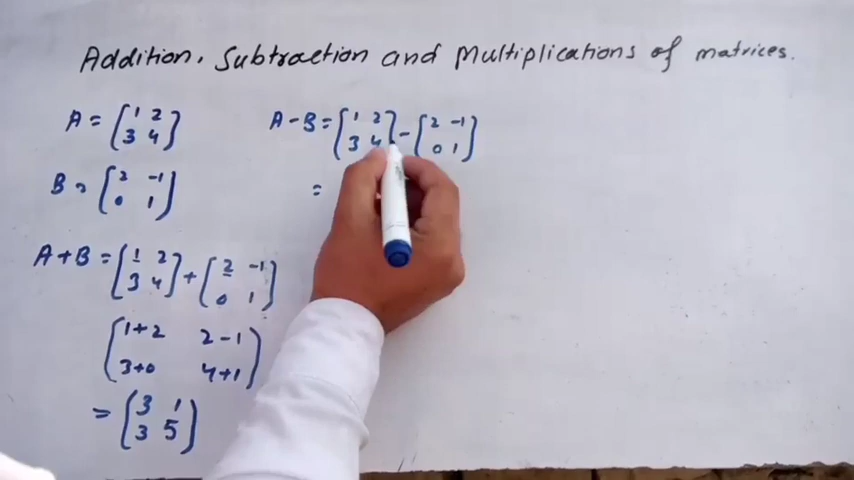 Addition, Subtraction and Multiplications of matrices.
A = [1 2
3 4]
B = [2 -1
0 1]
A+B = [1 2
3 4] + [2 -1
0 1]
[1+2 2-1
3+0 4+1]
= [3 1
3 5]
A-B = [1 2
3 4] - [2 -1
0 1]
=